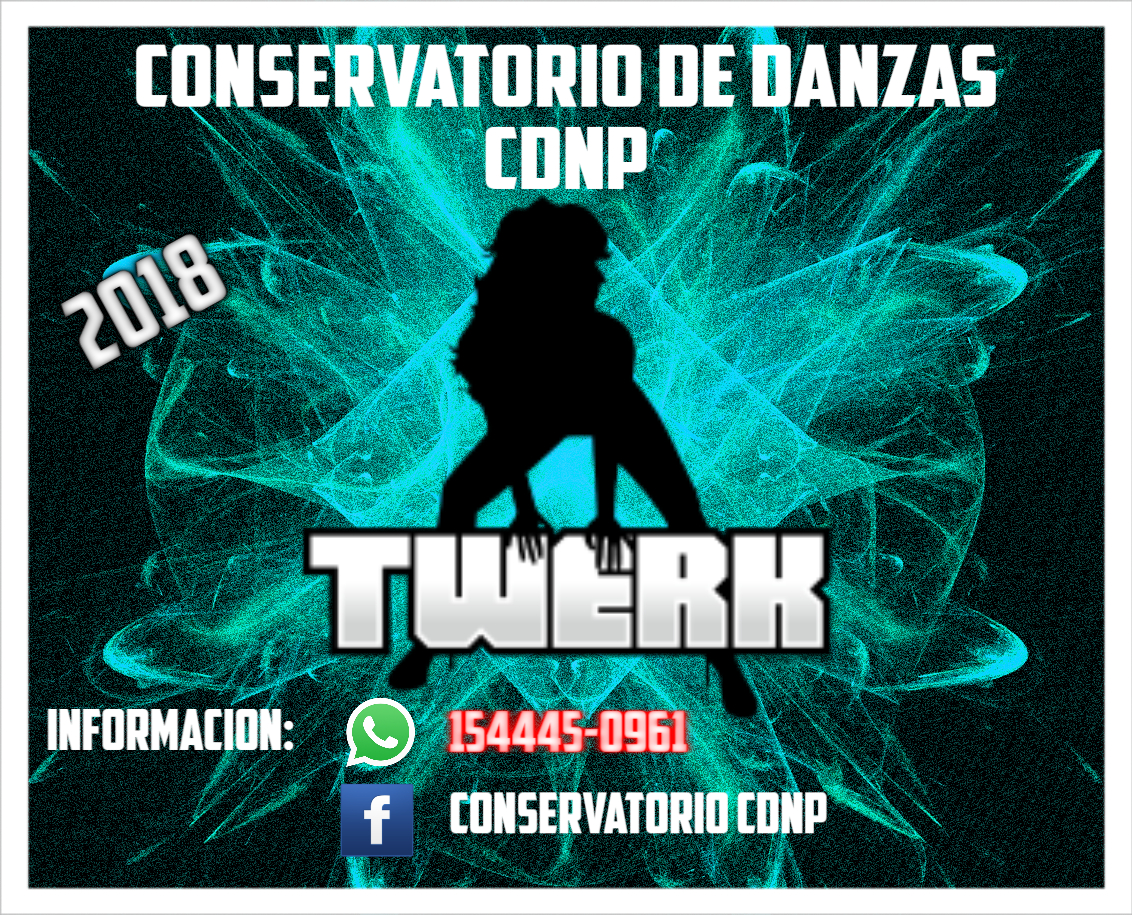 CONSERVATORIO DE DANZAS
CDNP
2018
TWERK
INFORMACION:
154445-0961
f
CONSERVATORIO CDNP